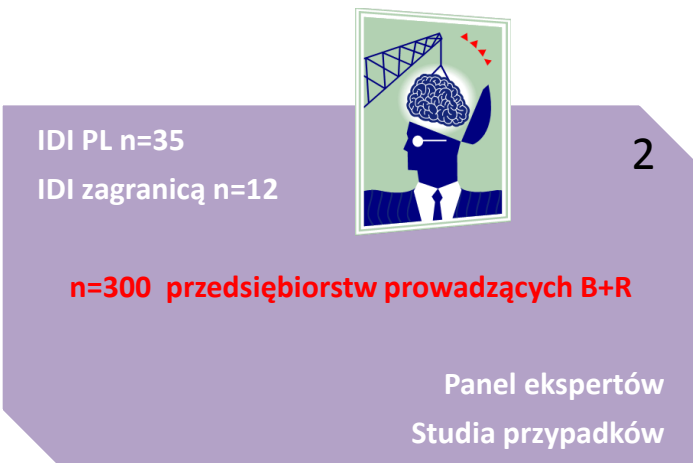 IDI PL n=35
IDI zagranicą n=12
2
n=300 przedsiębiorstw prowadzących B+R
Panel ekspertów
Studia przypadków